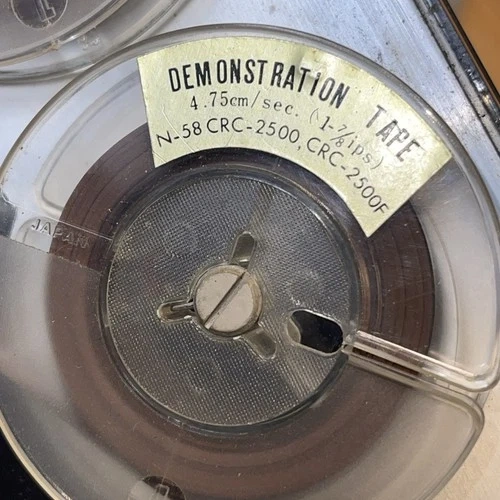 DEMONSTRATION TAPE
4.75cm/sec. (1-7/8ips)
N-58 CRC-2500, CRC-2500F
JAPAN